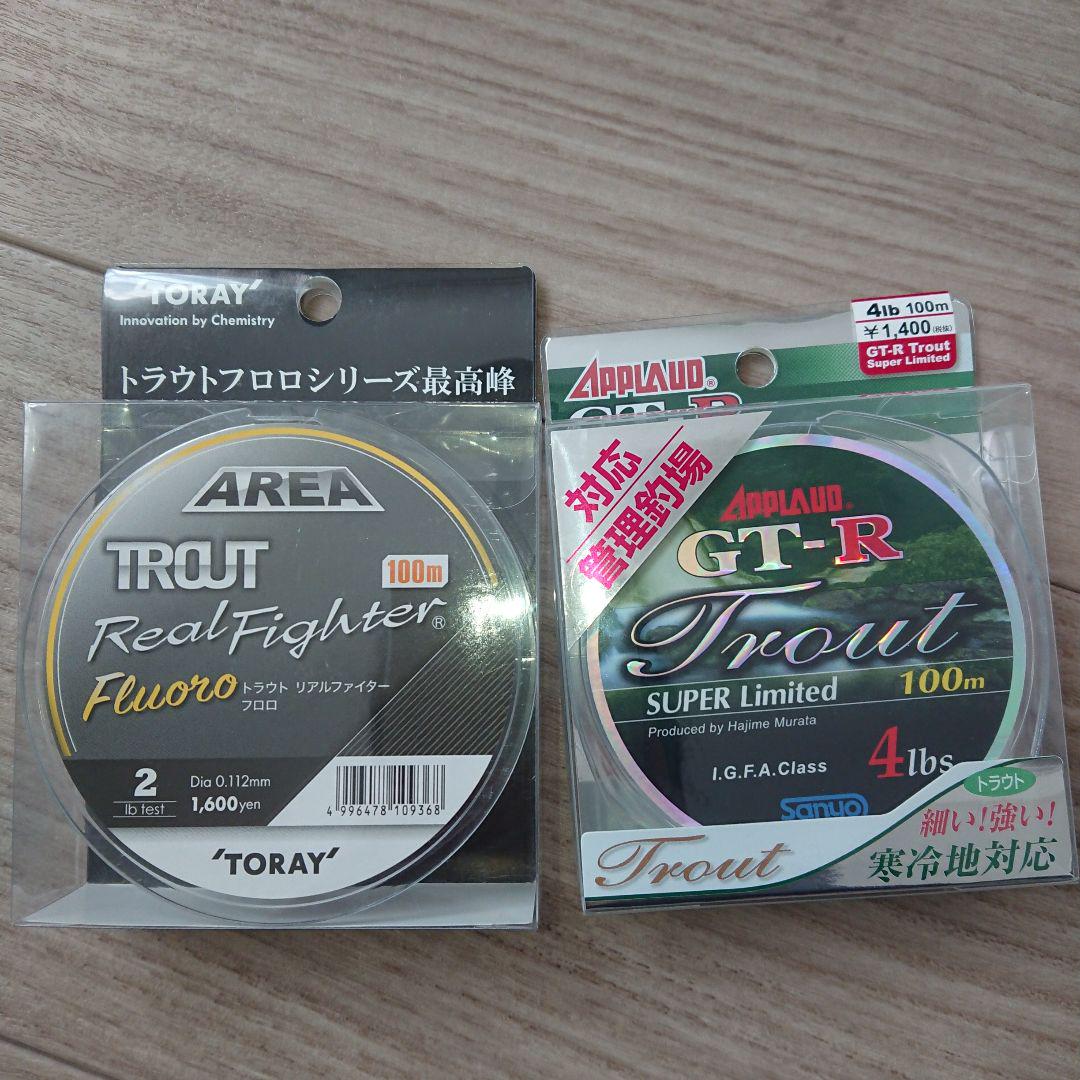 'TORAY'
Innovation by Chemistry
トラウトフロロシリーズ最高峰
AREA
TROUT
100m
Real Fighter®
Fluoro
トラウト リアルファイター
フロロ
2
lb test
Dia 0.112mm
1,600yen
4 996478 109368
'TORAY'
4lb 100m
¥1,400(税抜)
GT-R Trout
Super Limited
APPLAUD®
GT-R
対応
管理釣場
APPLAUD®
GT-R
Trout
SUPER Limited
100m
Produced by Hajime Murata
I.G.F.A.Class
4lbs
Sanyo
Trout
トラウト
細い!強い!
寒冷地対応